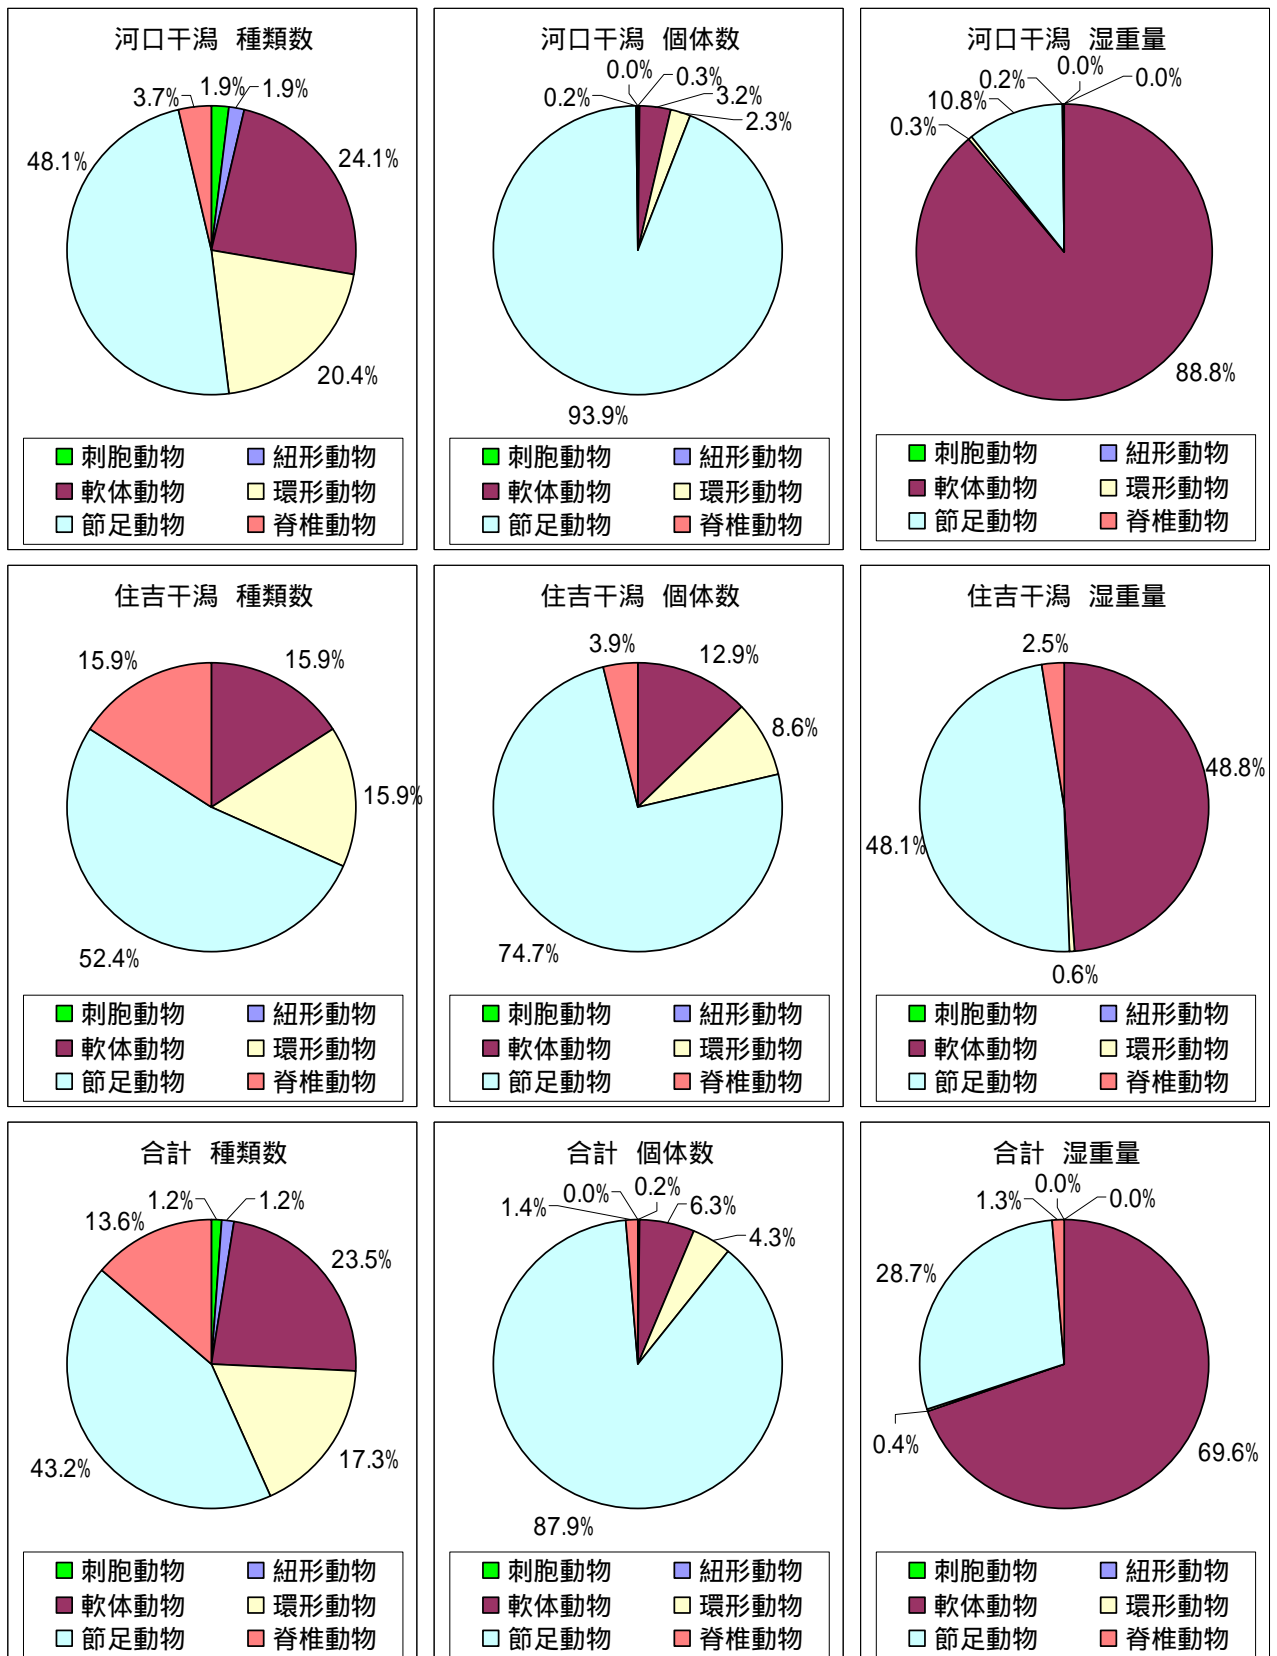 河口干潟 種類数
3.7%
1.9%
1.9%
48.1%
24.1%
20.4%
刺胞動物 紐形動物
軟体動物 環形動物
節足動物 脊椎動物
河口干潟 個体数
0.0%
0.3%
0.2%
3.2%
2.3%
93.9%
刺胞動物 紐形動物
軟体動物 環形動物
節足動物 脊椎動物
河口干潟 湿重量
0.0%
0.2%
0.0%
10.8%
0.3%
88.8%
刺胞動物 紐形動物
軟体動物 環形動物
節足動物 脊椎動物
住吉干潟 種類数
15.9%
15.9%
15.9%
52.4%
刺胞動物 紐形動物
軟体動物 環形動物
節足動物 脊椎動物
住吉干潟 個体数
3.9%
12.9%
8.6%
74.7%
刺胞動物 紐形動物
軟体動物 環形動物
節足動物 脊椎動物
住吉干潟 湿重量
2.5%
48.8%
48.1%
0.6%
刺胞動物 紐形動物
軟体動物 環形動物
節足動物 脊椎動物
合計 種類数
1.2%
1.2%
13.6%
23.5%
43.2%
17.3%
刺胞動物 紐形動物
軟体動物 環形動物
節足動物 脊椎動物
合計 個体数
0.0%
0.2%
1.4%
6.3%
4.3%
87.9%
刺胞動物 紐形動物
軟体動物 環形動物
節足動物 脊椎動物
合計 湿重量
0.0%
1.3%
0.0%
28.7%
0.4%
69.6%
刺胞動物 紐形動物
軟体動物 環形動物
節足動物 脊椎動物